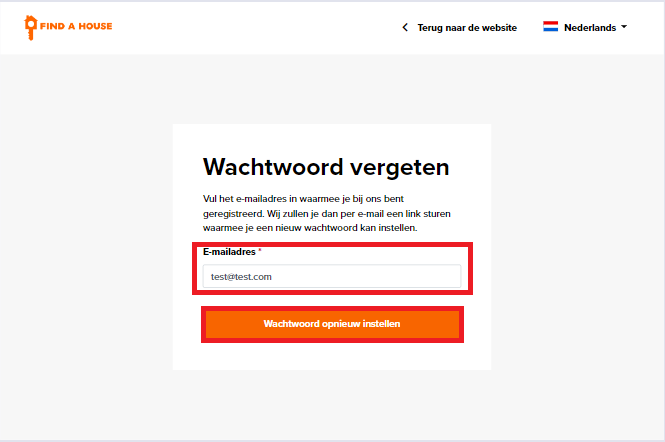 FIND A HOUSE
Terug naar de website
Nederlands
Wachtwoord vergeten
Vul het e-mailadres in waarmee je bij ons bent
geregistreerd. Wij zullen je dan per e-mail een link sturen
waarmee je een nieuw wachtwoord kan instellen.
E-mailadres *
test@test.com
Wachtwoord opnieuw instellen